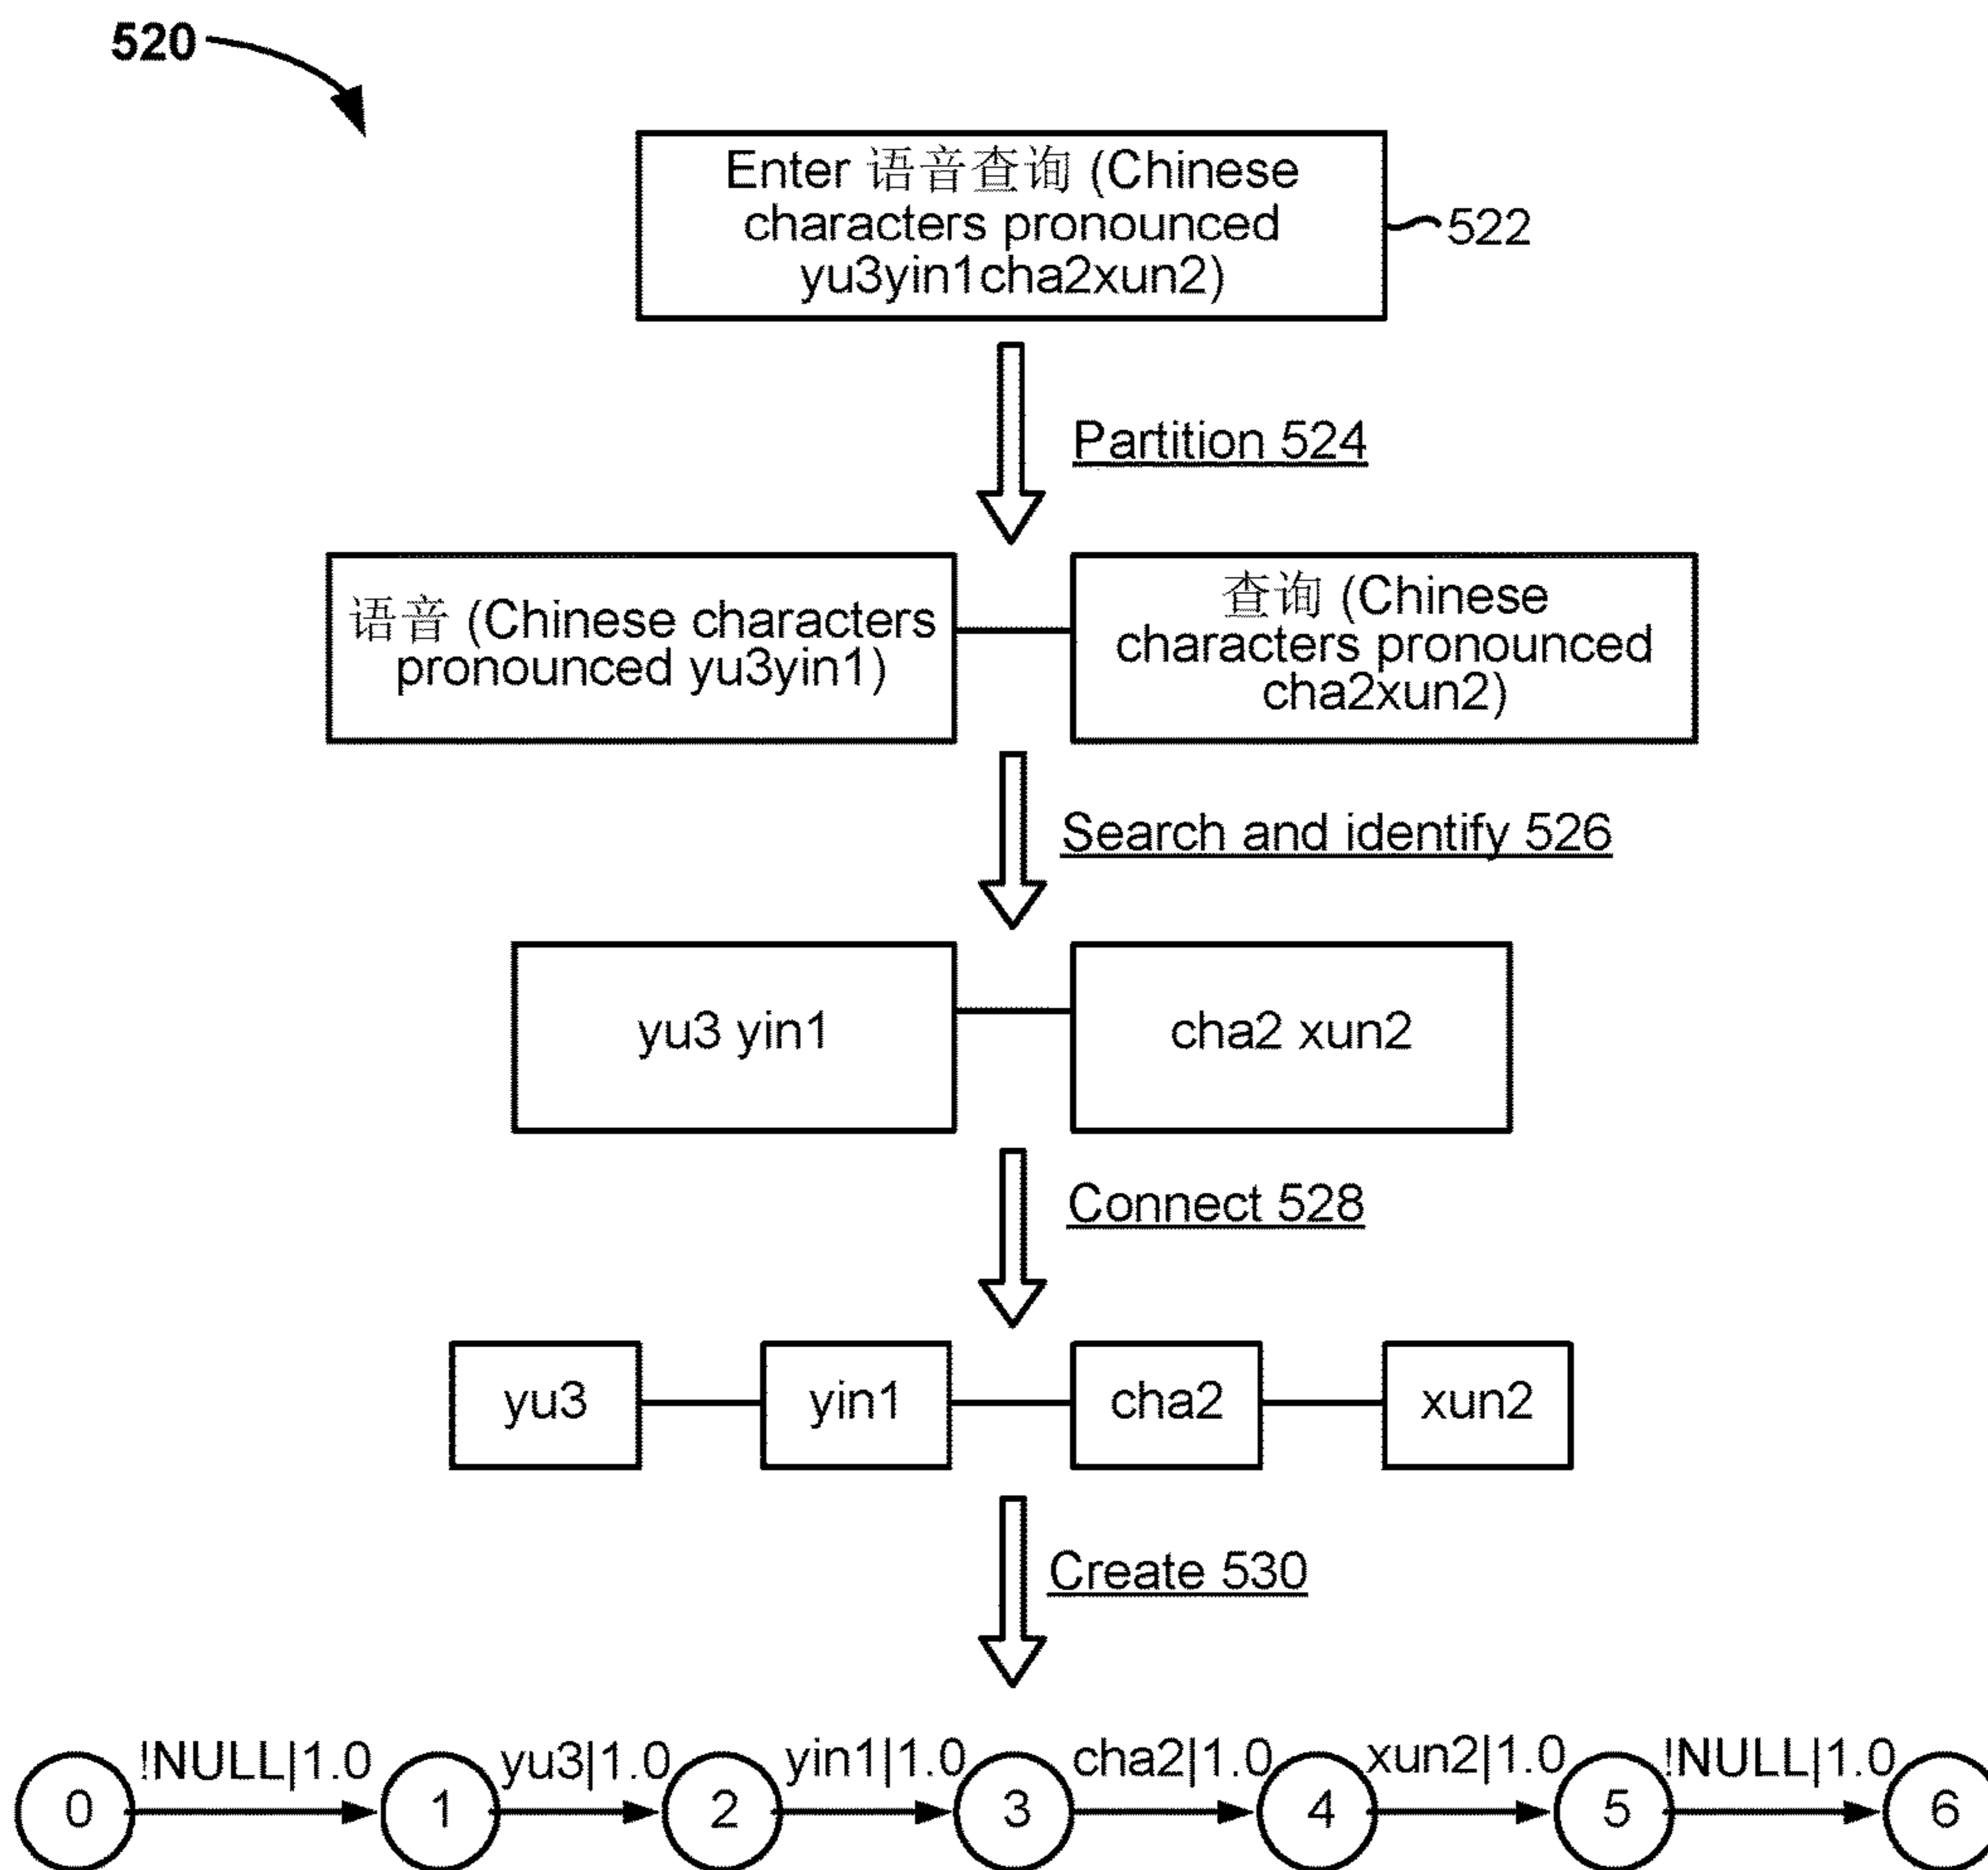 520
Enter 语音查询 (Chinese
characters pronounced
yu3yin1cha2xun2)
522
Partition 524
语音 (Chinese characters
pronounced yu3yin1)
查询 (Chinese
characters pronounced
cha2xun2)
Search and identify 526
yu3 yin1
cha2 xun2
Connect 528
yu3
yin1
cha2
xun2
Create 530
!NULL|1.0
yu3|1.0
yin1|1.0
cha2|1.0
xun2|1.0
!NULL|1.0
0
1
2
3
4
5
6